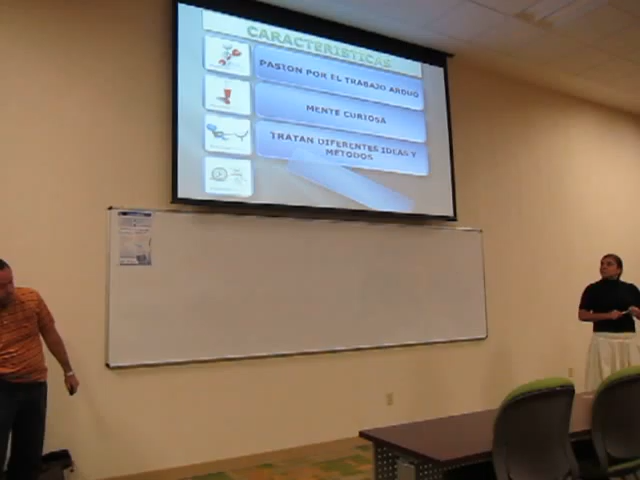 CARACTERISTICAS
PASION POR EL TRABAJO ARDUO
MENTE CURIOSA
TRATAN DIFERENTES IDEAS Y
METODOS